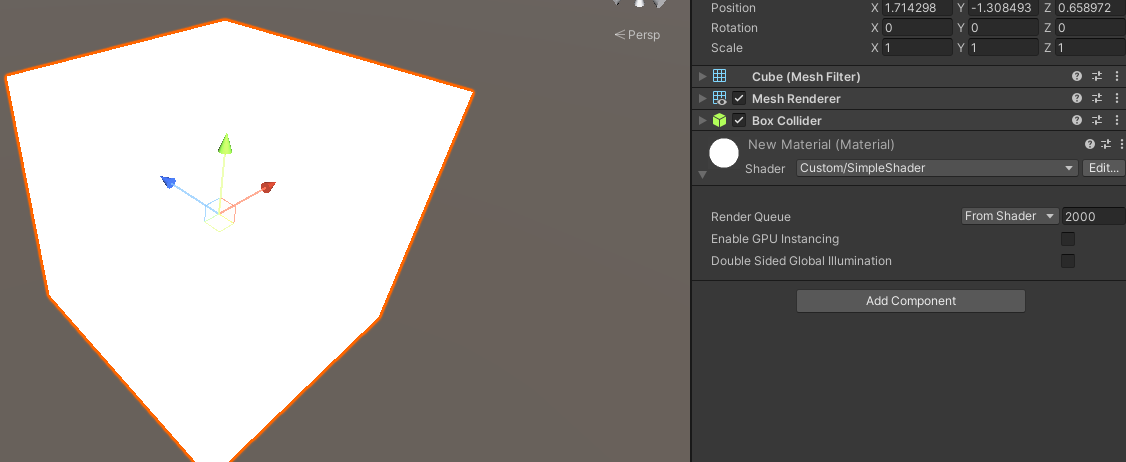 Persp
Position X 1.714298 Y -1.308493 Z 0.658972
Rotation X 0 Y 0 Z 0
Scale X 1 Y 1 Z 1
Cube (Mesh Filter)
Mesh Renderer
Box Collider
New Material (Material)
Shader Custom/SimpleShader Edit...
Render Queue From Shader 2000
Enable GPU Instancing
Double Sided Global Illumination
Add Component